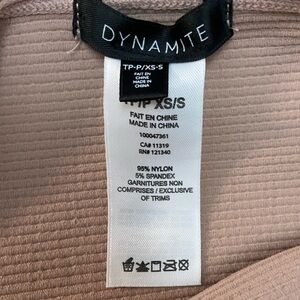 DYNAMITE
TP-P/XS-S
FAIT EN
CHINE
MADE IN
CHINA
TP/P XS/S
FAIT EN CHINE
MADE IN CHINA
100047361
CA# 11319
RN# 121340
95% NYLON
5% SPANDEX
GARNITURES NON
COMPRISES / EXCLUSIVE
OF TRIMS